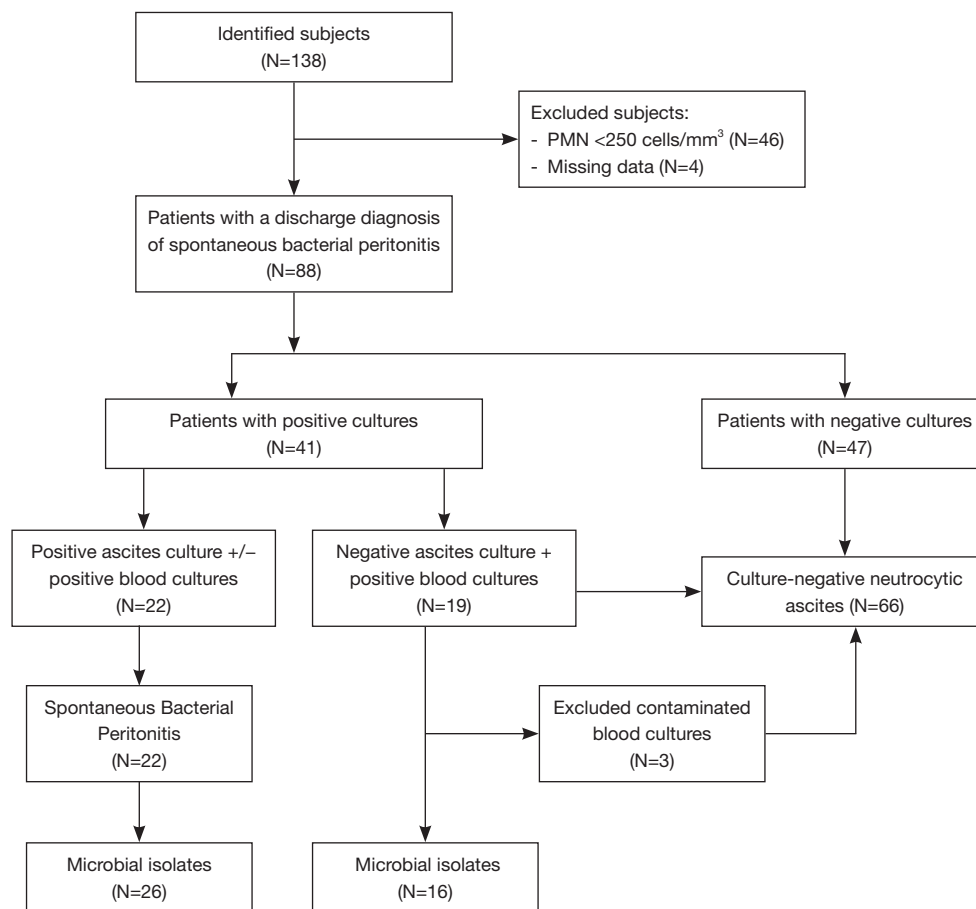 Identified subjects
(N=138)
Excluded subjects:
- PMN <250 cells/mm³ (N=46)
- Missing data (N=4)
Patients with a discharge diagnosis
of spontaneous bacterial peritonitis
(N=88)
Patients with positive cultures
(N=41)
Patients with negative cultures
(N=47)
Positive ascites culture +/–
positive blood cultures
(N=22)
Negative ascites culture +
positive blood cultures
(N=19)
Culture-negative neutrocytic
ascites (N=66)
Spontaneous Bacterial
Peritonitis
(N=22)
Excluded contaminated
blood cultures
(N=3)
Microbial isolates
(N=26)
Microbial isolates
(N=16)